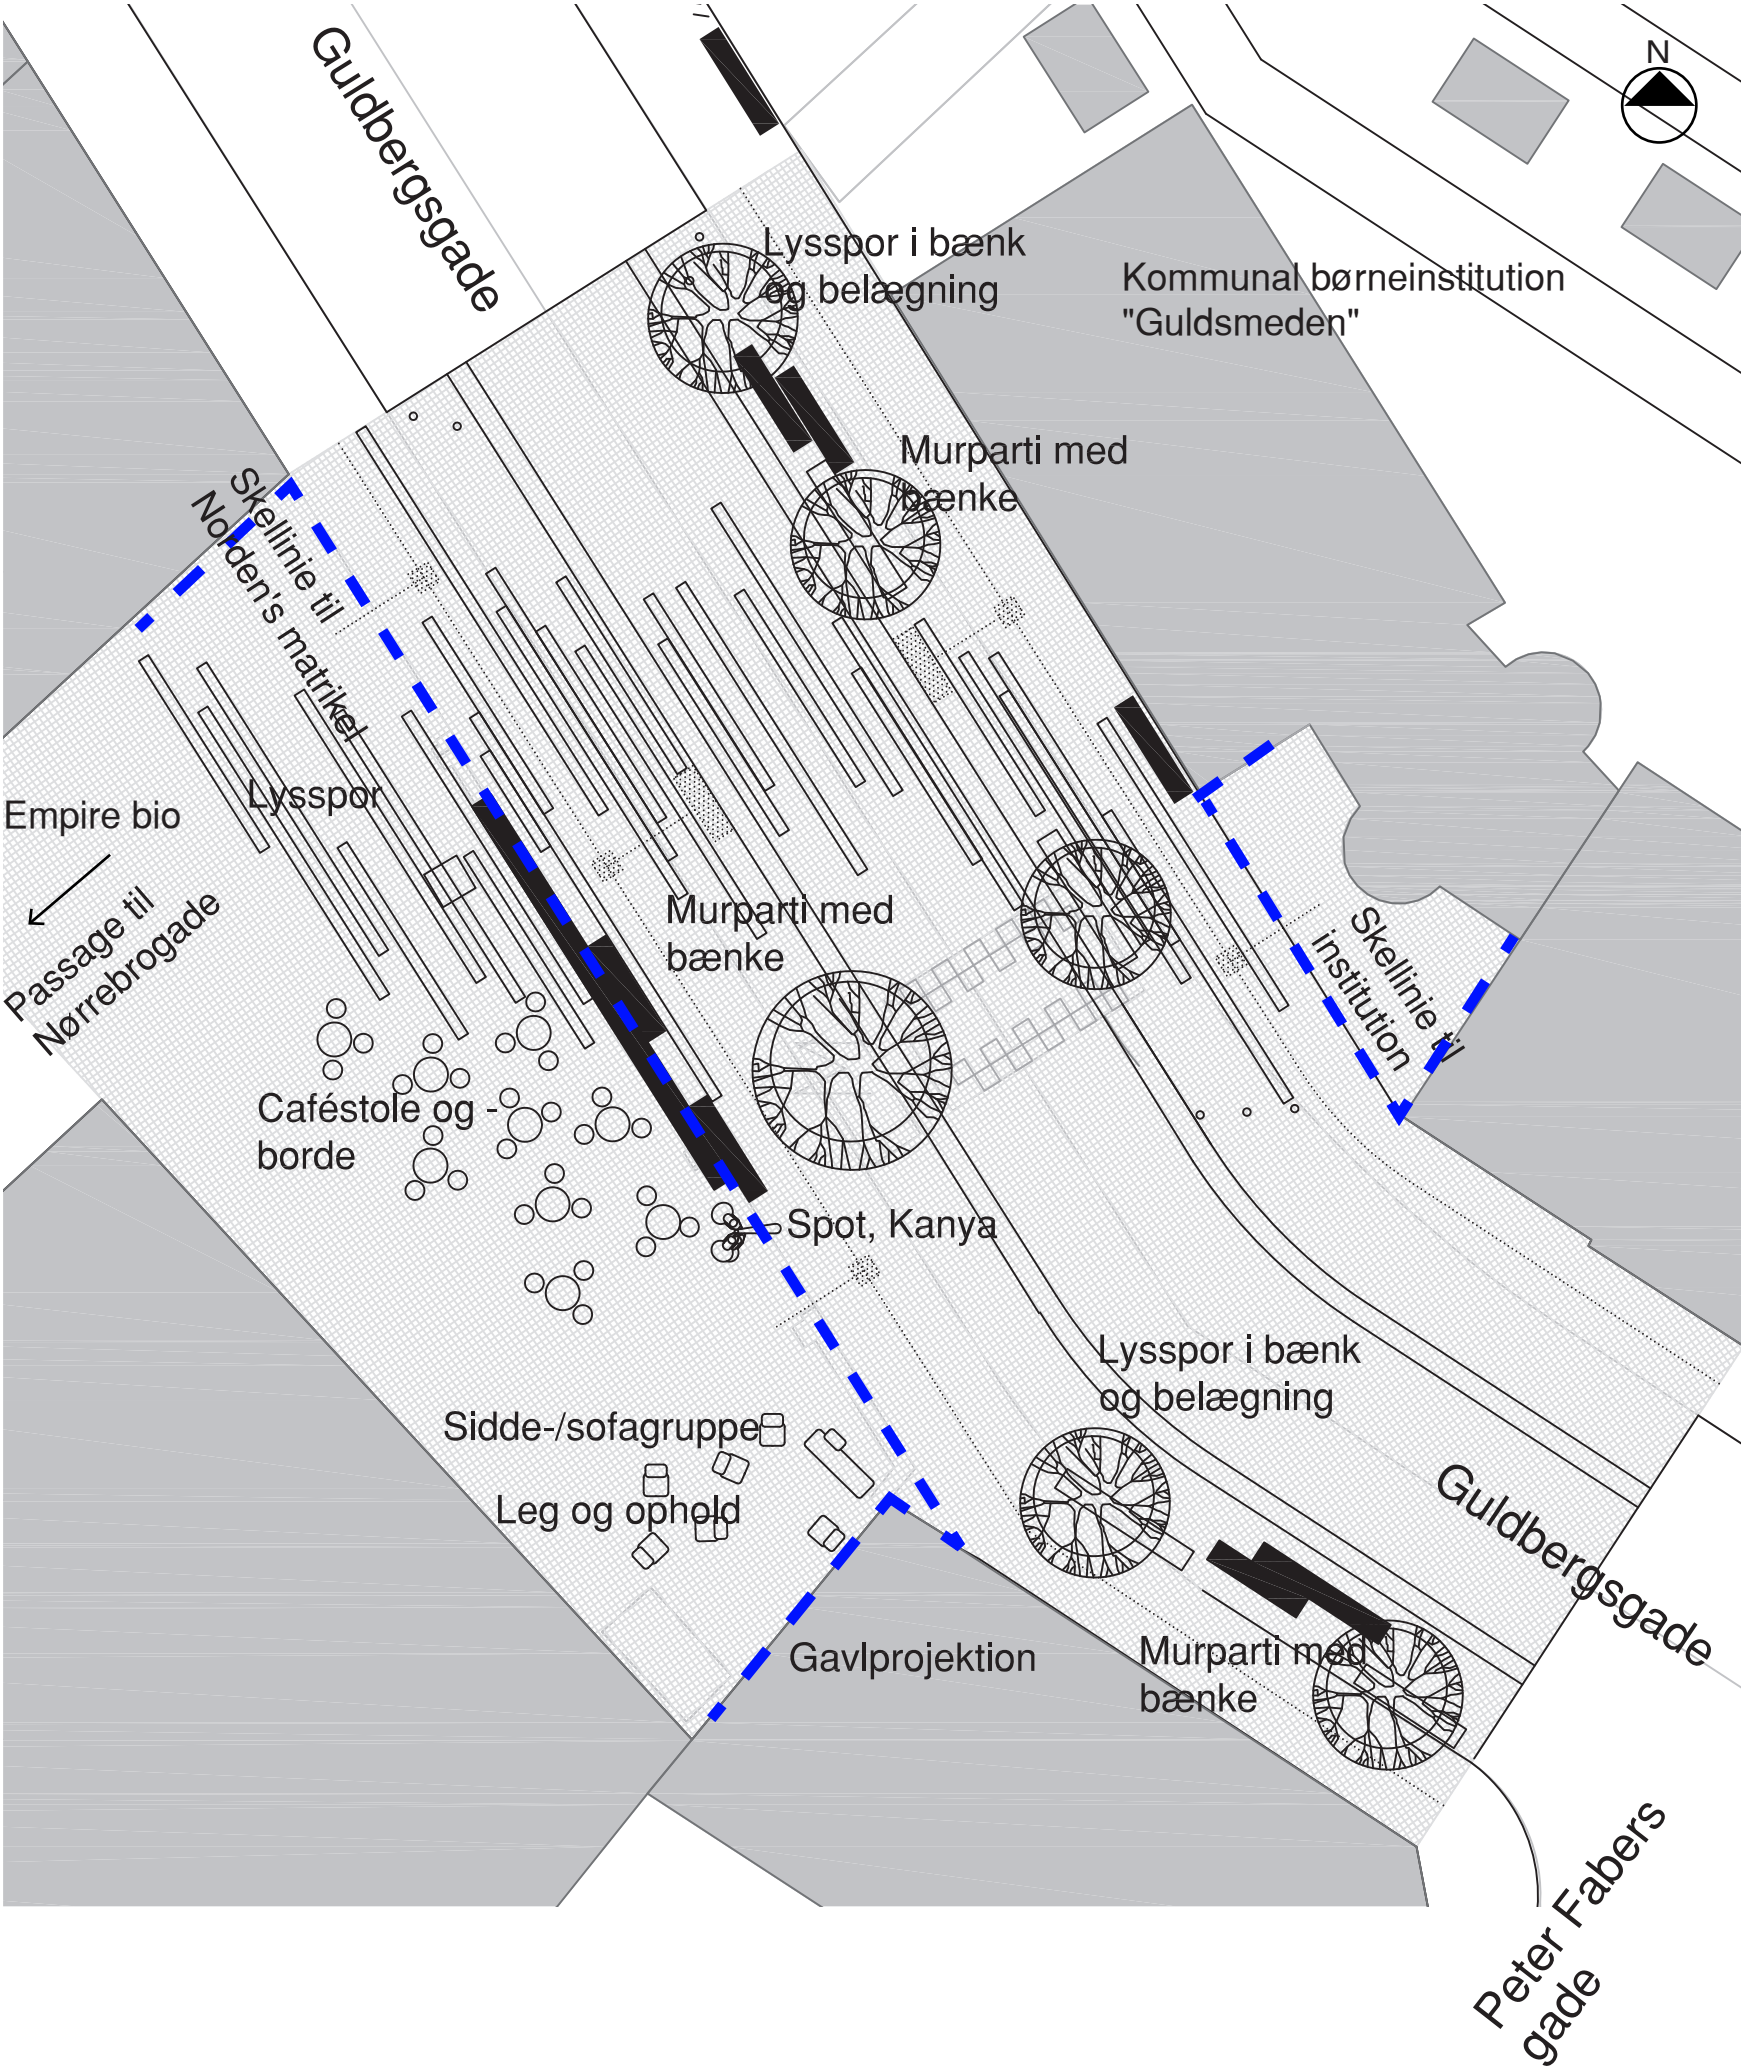 Guldbergsgade
N
Lysspor i bænk
og belægning
Kommunal børneinstitution
"Guldsmeden"
Murparti med
bænke
Skellinie til
Norden's matrikel
Lysspor
Empire bio
Passage til
Nørrebrogade
Murparti med
bænke
Skellinie til
institution
Caféstole og -
borde
Spot, Kanya
Lysspor i bænk
og belægning
Sidde-/sofagruppe
Leg og ophold
Guldbergsgade
Gavlprojektion
Murparti med
bænke
Peter Fabers
gade